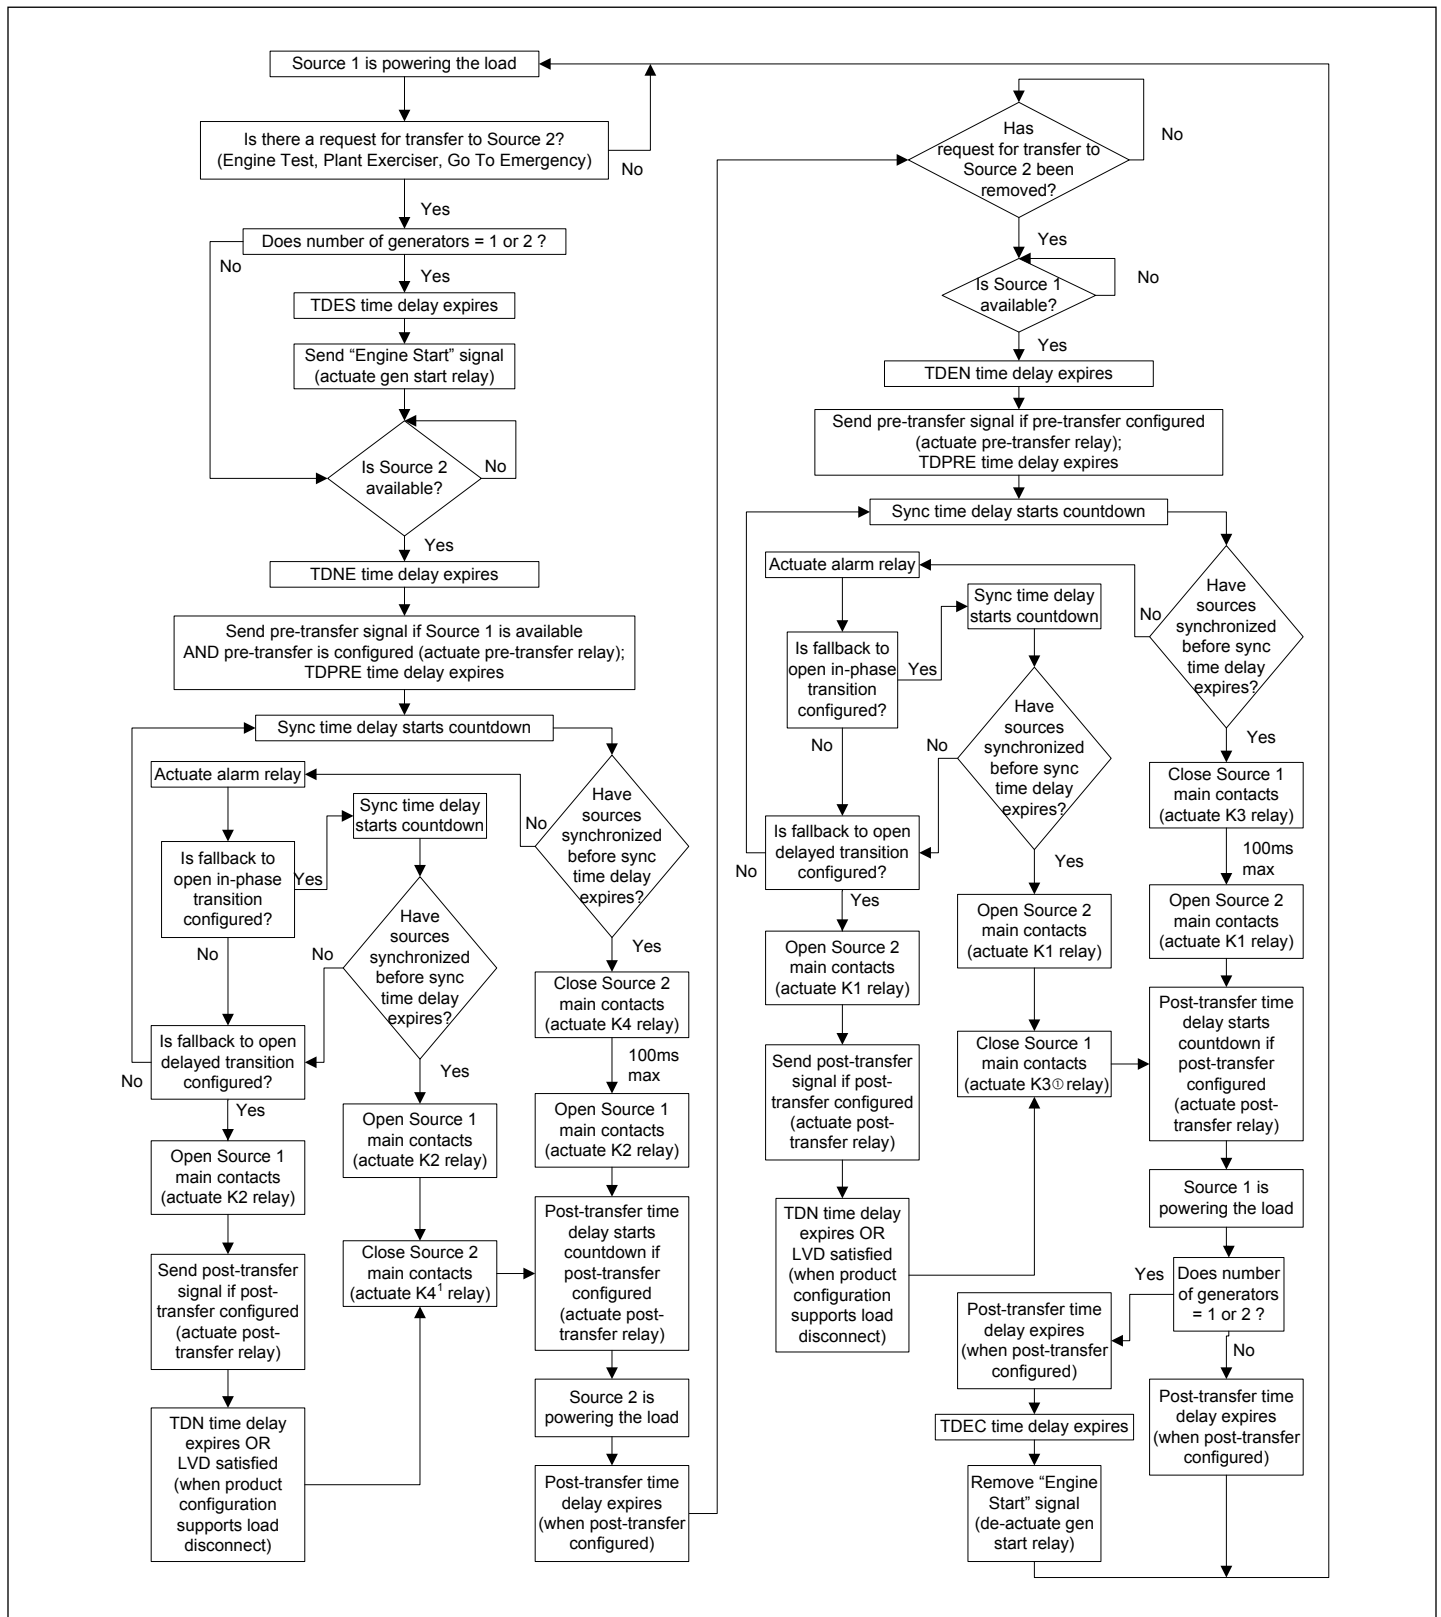 Source 1 is powering the load
Is there a request for transfer to Source 2?
(Engine Test, Plant Exerciser, Go To Emergency)
No
Yes
Does number of generators = 1 or 2 ?
No
Yes
TDES time delay expires
Send “Engine Start” signal
(actuate gen start relay)
Is Source 2
available?
No
Yes
TDNE time delay expires
Send pre-transfer signal if Source 1 is available
AND pre-transfer is configured (actuate pre-transfer relay);
TDPRE time delay expires
Sync time delay starts countdown
Actuate alarm relay
Sync time delay
starts countdown
Have
sources
synchronized
before sync
time delay
expires?
No
Is fallback to
open in-phase
transition
configured?
Yes
No
Have
sources
synchronized
before sync
time delay
expires?
No
Yes
Yes
Close Source 2
main contacts
(actuate K4 relay)
Is fallback to open
delayed transition
configured?
No
Yes
100ms
max
Open Source 1
main contacts
(actuate K2 relay)
Open Source 1
main contacts
(actuate K2 relay)
Open Source 1
main contacts
(actuate K2 relay)
Send post-transfer
signal if post-
transfer configured
(actuate post-
transfer relay)
Close Source 2
main contacts
(actuate K4¹ relay)
Post-transfer time
delay starts
countdown if
post-transfer
configured
(actuate post-
transfer relay)
TDN time delay
expires OR
LVD satisfied
(when product
configuration
supports load
disconnect)
Source 2 is
powering the load
Post-transfer time
delay expires
(when post-transfer
configured)
Has
request for transfer to
Source 2 been
removed?
No
Yes
Is Source 1
available?
No
Yes
TDEN time delay expires
Send pre-transfer signal if pre-transfer configured
(actuate pre-transfer relay);
TDPRE time delay expires
Sync time delay starts countdown
Actuate alarm relay
Sync time delay
starts countdown
Have
sources
synchronized
before sync
time delay
expires?
No
Is fallback to
open in-phase
transition
configured?
Yes
No
Have
sources
synchronized
before sync
time delay
expires?
No
Yes
Yes
Close Source 1
main contacts
(actuate K3 relay)
Is fallback to open
delayed transition
configured?
No
Yes
100ms
max
Open Source 2
main contacts
(actuate K1 relay)
Open Source 2
main contacts
(actuate K1 relay)
Open Source 2
main contacts
(actuate K1 relay)
Send post-transfer
signal if post-
transfer configured
(actuate post-
transfer relay)
Close Source 1
main contacts
(actuate K3① relay)
Post-transfer time
delay starts
countdown if
post-transfer
configured
(actuate post-
transfer relay)
TDN time delay
expires OR
LVD satisfied
(when product
configuration
supports load
disconnect)
Source 1 is
powering the load
Does number
of generators
= 1 or 2 ?
Yes
No
Post-transfer time
delay expires
(when post-transfer
configured)
TDEC time delay expires
Remove “Engine
Start” signal
(de-actuate gen
start relay)
Post-transfer time
delay expires
(when post-transfer
configured)